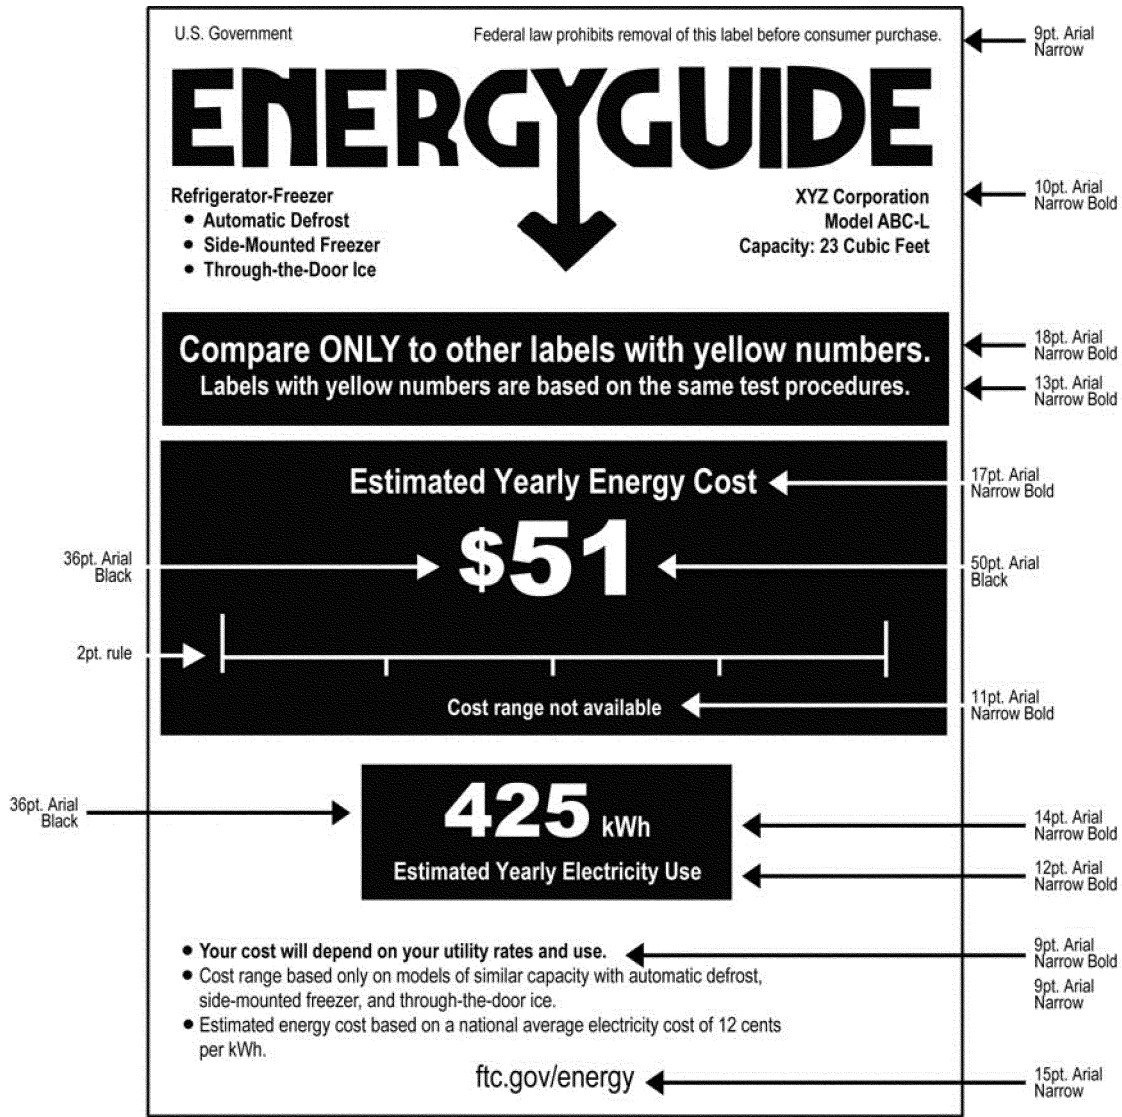 U.S. Government
Federal law prohibits removal of this label before consumer purchase.
9pt. Arial
Narrow
ENERGYGUIDE
Refrigerator-Freezer
● Automatic Defrost
● Side-Mounted Freezer
● Through-the-Door Ice
XYZ Corporation
Model ABC-L
Capacity: 23 Cubic Feet
10pt. Arial
Narrow Bold
Compare ONLY to other labels with yellow numbers.
Labels with yellow numbers are based on the same test procedures.
18pt. Arial
Narrow Bold
13pt. Arial
Narrow Bold
Estimated Yearly Energy Cost
17pt. Arial
Narrow Bold
36pt. Arial
Black
$51
50pt. Arial
Black
2pt. rule
Cost range not available
11pt. Arial
Narrow Bold
36pt. Arial
Black
425 kWh
14pt. Arial
Narrow Bold
Estimated Yearly Electricity Use
12pt. Arial
Narrow Bold
● Your cost will depend on your utility rates and use.
9pt. Arial
Narrow Bold
● Cost range based only on models of similar capacity with automatic defrost,
side-mounted freezer, and through-the-door ice.
9pt. Arial
Narrow
● Estimated energy cost based on a national average electricity cost of 12 cents
per kWh.
ftc.gov/energy
15pt. Arial
Narrow